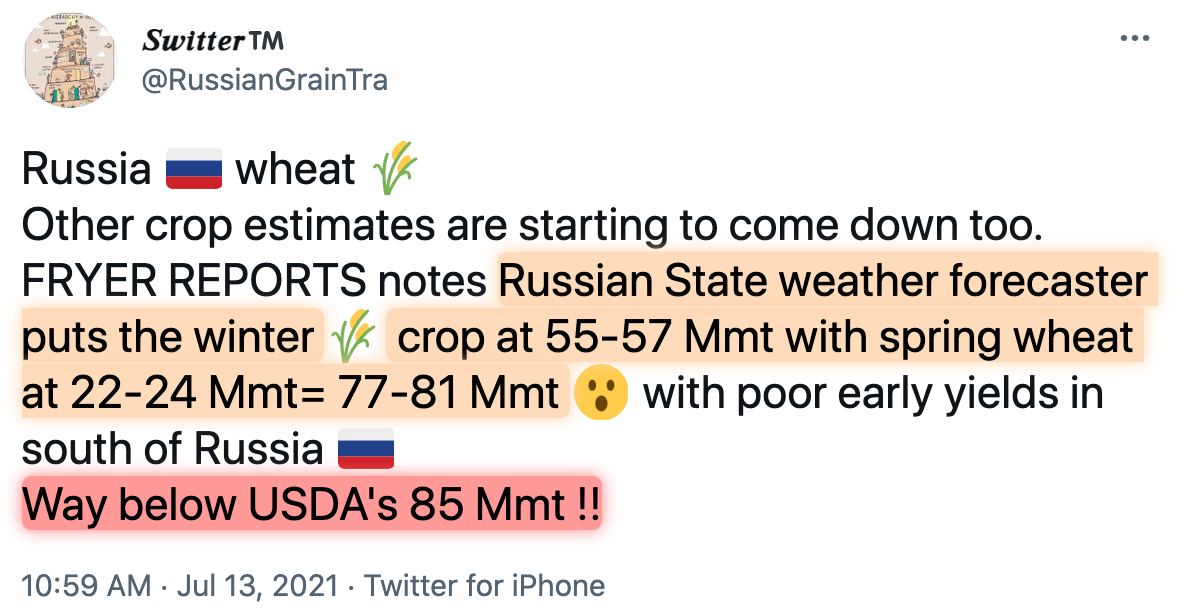 Switter™
@RussianGrainTra
Russia 🇷🇺 wheat 🌾
Other crop estimates are starting to come down too.
FRYER REPORTS notes Russian State weather forecaster
puts the winter 🌾 crop at 55-57 Mmt with spring wheat
at 22-24 Mmt= 77-81 Mmt 😮 with poor early yields in
south of Russia 🇷🇺
Way below USDA's 85 Mmt !!
10:59 AM · Jul 13, 2021 · Twitter for iPhone